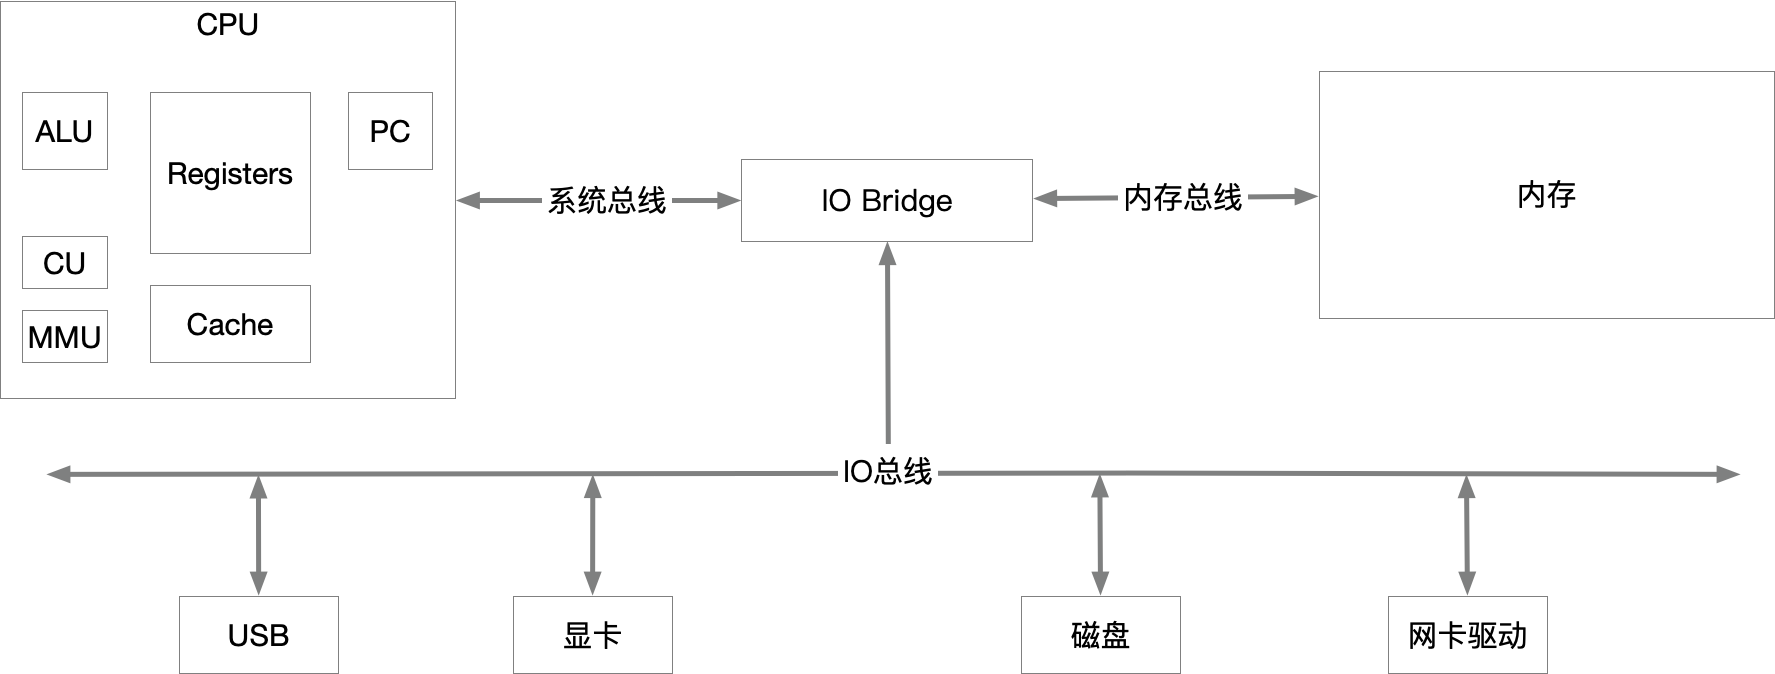 CPU
ALU
Registers
PC
CU
MMU
Cache
系统总线
IO Bridge
内存总线
内存
IO总线
USB
显卡
磁盘
网卡驱动